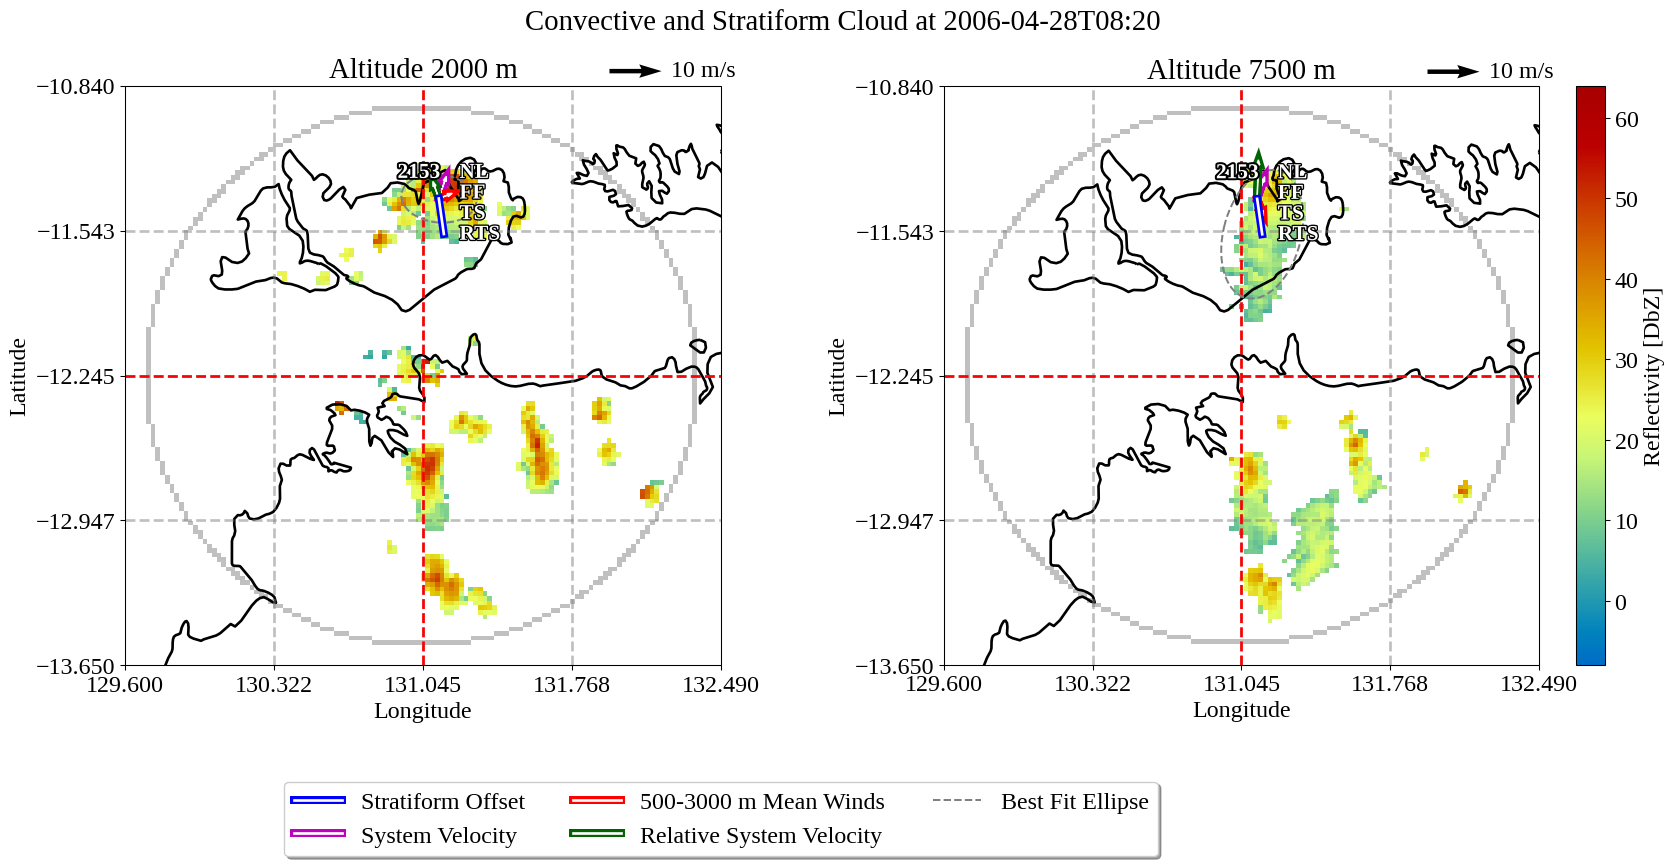 Convective and Stratiform Cloud at 2006-04-28T08:20
Altitude 2000 m
10 m/s
Altitude 7500 m
10 m/s
−10.840
−11.543
−12.245
−12.947
−13.650
Latitude
129.600
130.322
131.045
131.768
132.490
Longitude
2153
NL
FF
TS
RTS
−10.840
−11.543
−12.245
−12.947
−13.650
Latitude
129.600
130.322
131.045
131.768
132.490
Longitude
2153
NL
FF
TS
RTS
60
50
40
30
20
10
0
Reflectivity [DbZ]
Stratiform Offset
500-3000 m Mean Winds
Best Fit Ellipse
System Velocity
Relative System Velocity